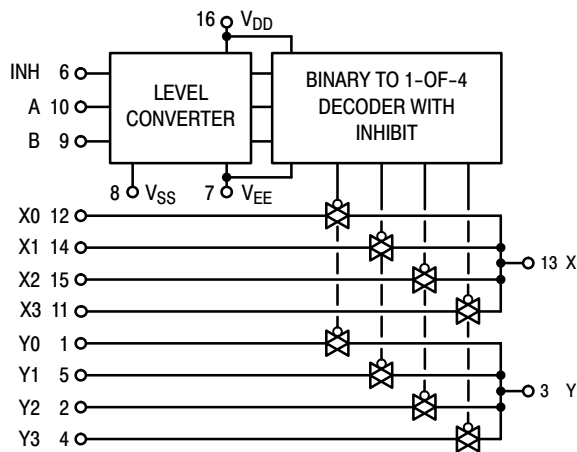 16 VDD
INH 6
A 10
B 9
LEVEL
CONVERTER
BINARY TO 1-OF-4
DECODER WITH
INHIBIT
8 VSS
7 VEE
X0 12
X1 14
X2 15
X3 11
13 X
Y0 1
Y1 5
Y2 2
Y3 4
3 Y